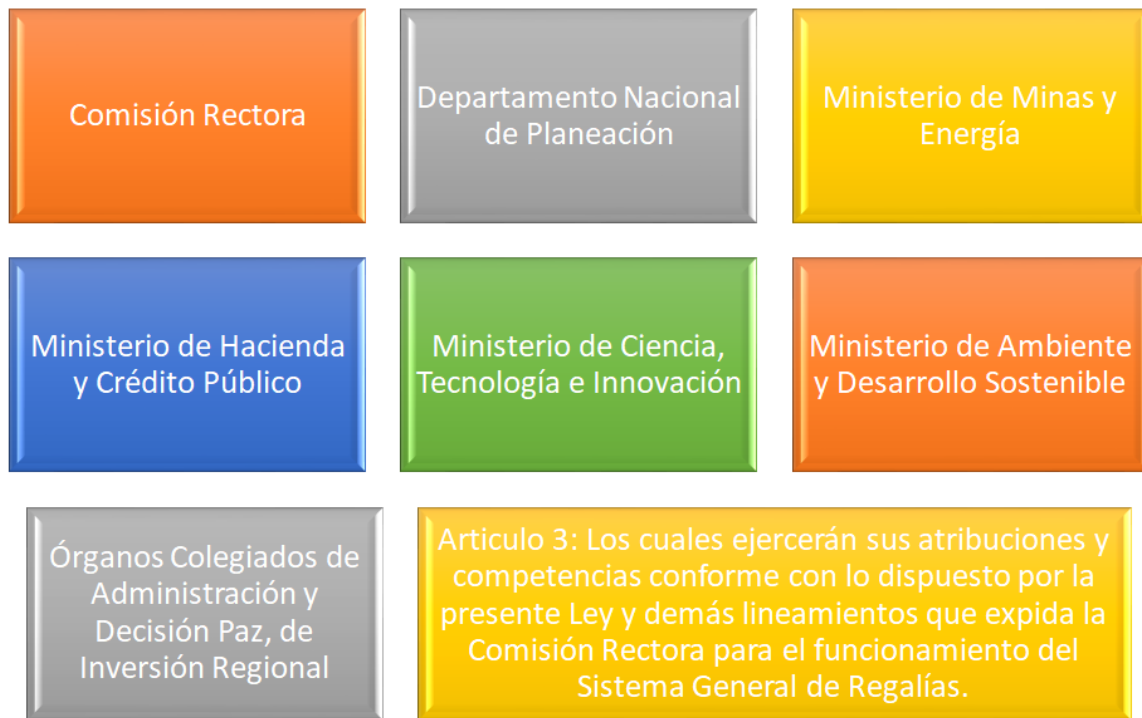 Comisión Rectora
Departamento Nacional
de Planeación
Ministerio de Minas y
Energía
Ministerio de Hacienda
y Crédito Público
Ministerio de Ciencia,
Tecnología e Innovación
Ministerio de Ambiente
y Desarrollo Sostenible
Órganos Colegiados de
Administración y
Decisión Paz, de
Inversión Regional
Articulo 3: Los cuales ejercerán sus atribuciones y
competencias conforme con lo dispuesto por la
presente Ley y demás lineamientos que expida la
Comisión Rectora para el funcionamiento del
Sistema General de Regalías.